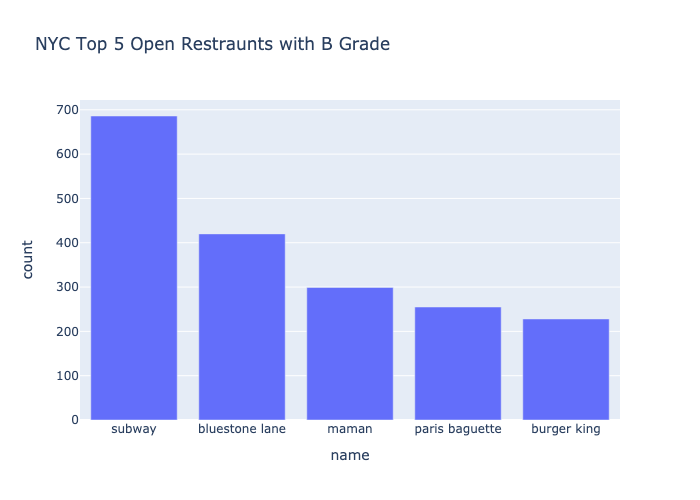 NYC Top 5 Open Restraunts with B Grade
700
600
500
400
300
200
100
0
count
subway bluestone lane maman paris baguette burger king
name